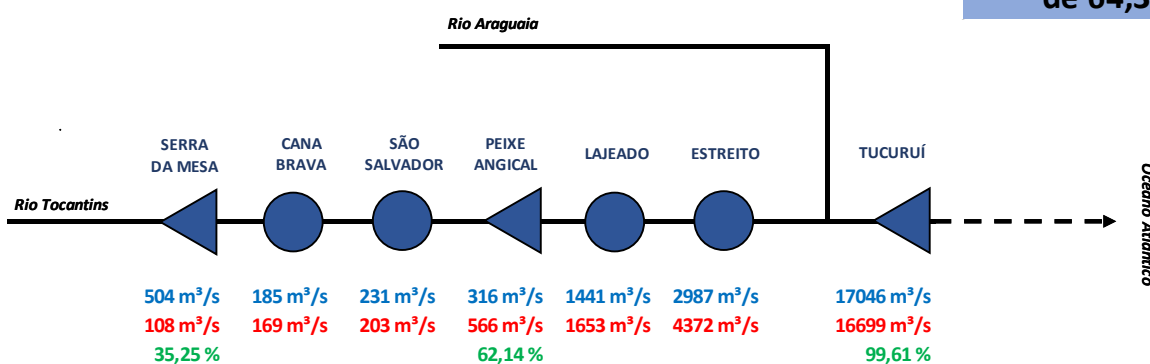 Rio Araguaia
SERRA
DA MESA
CANA
BRAVA
SÃO
SALVADOR
PEIXE
ANGICAL
LAJEADO
ESTREITO
TUCURUÍ
Rio Tocantins
Oceano Atlântico
504 m³/s 185 m³/s 231 m³/s 316 m³/s 1441 m³/s 2987 m³/s 17046 m³/s
108 m³/s 169 m³/s 203 m³/s 566 m³/s 1653 m³/s 4372 m³/s 16699 m³/s
35,25 % 62,14 % 99,61 %